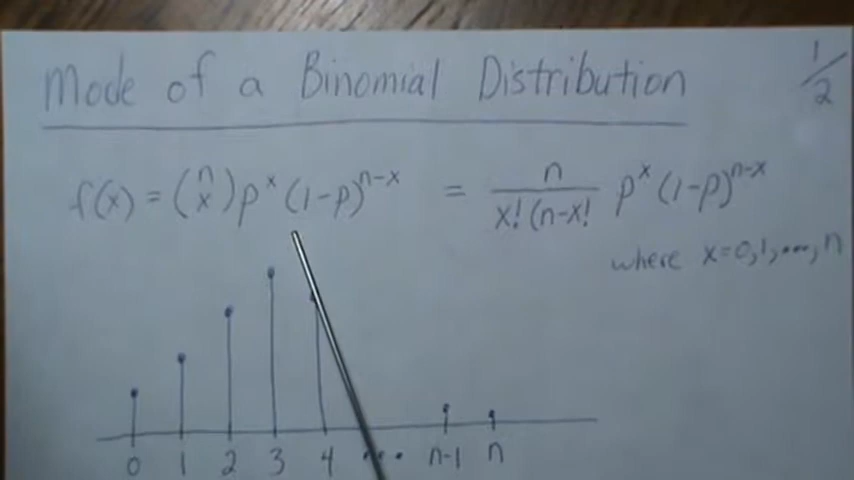 Mode of a Binomial Distribution
1/2
f(x) = (n x) p^x (1-p)^{n-x} = n / x! (n-x! p^x (1-p)^{n-x}
where x=0,1,...,n
0 1 2 3 4 ... n-1 n